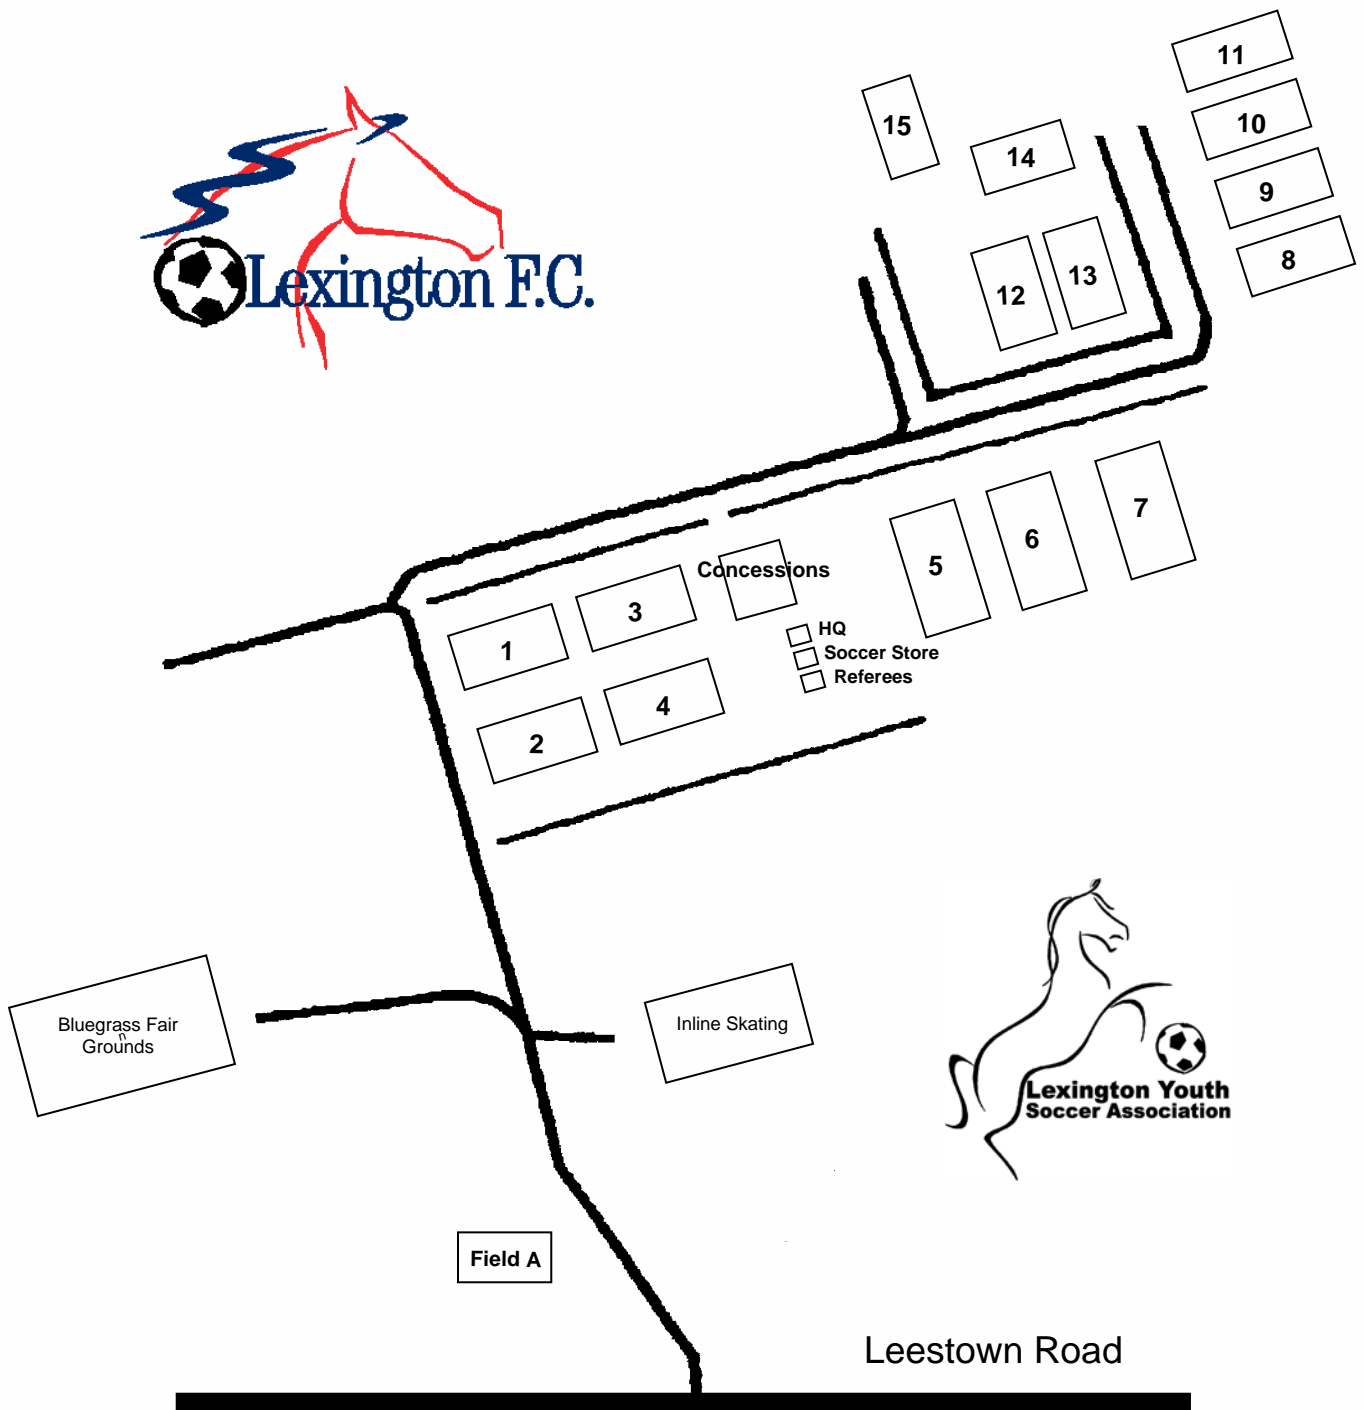 11
15
10
14
9
8
13
12
Lexington F.C.
7
6
5
Concessions
3
HQ
1
Soccer Store
Referees
4
2
Bluegrass Fair
n
Grounds
Inline Skating
Lexington Youth
Soccer Association
Field A
Leestown Road